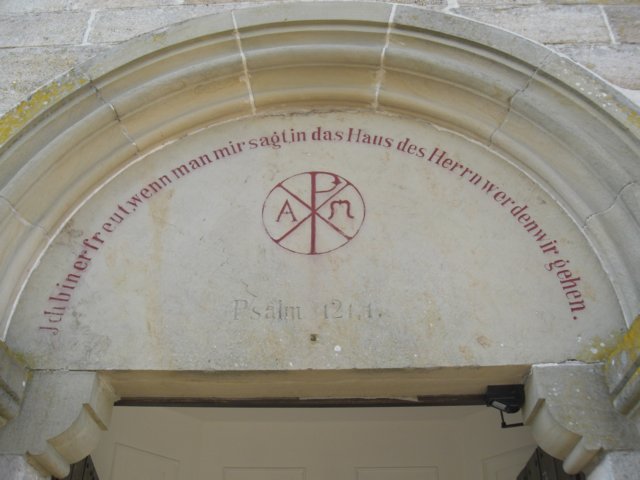 Ich bin erfreut, wenn man mir sagt in das Haus des Herrn werden wir gehen.
A P M
Psalm 121,1.